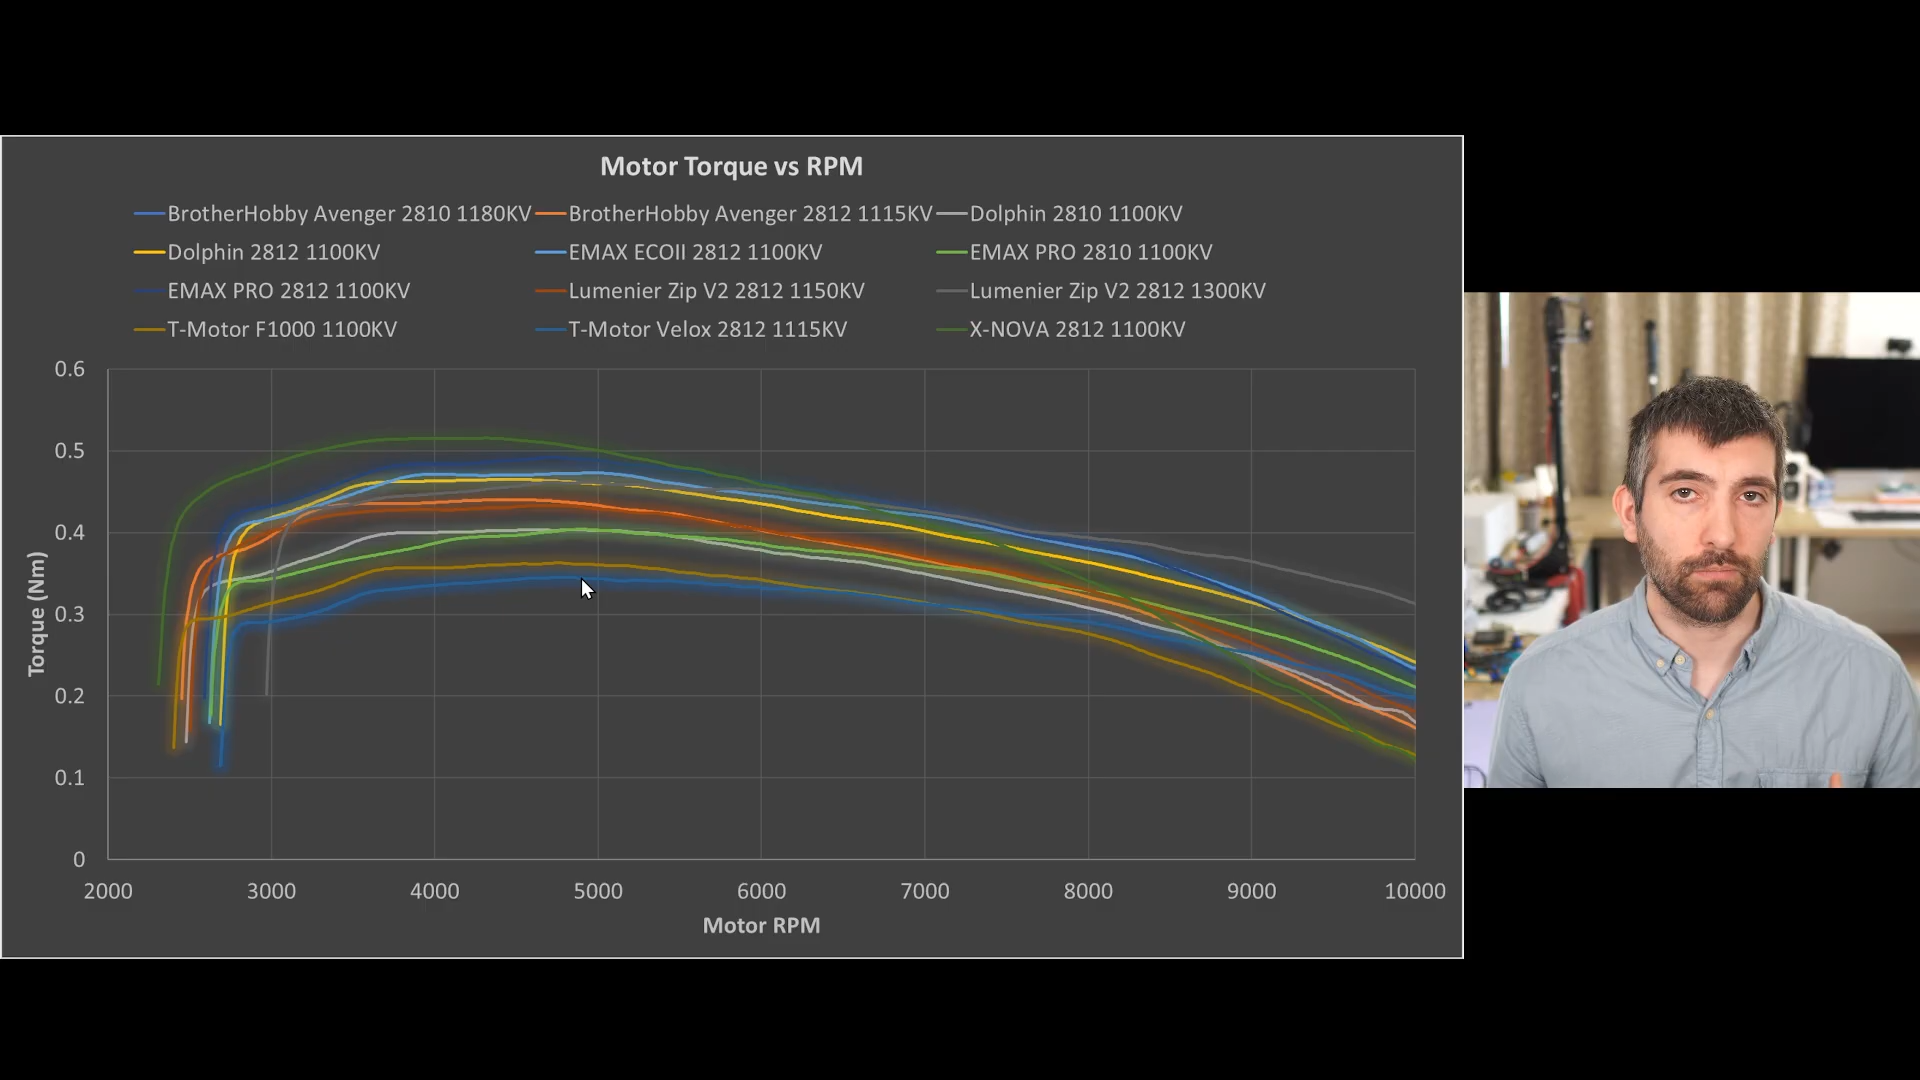 Motor Torque vs RPM
BrotherHobby Avenger 2810 1180KV BrotherHobby Avenger 2812 1115KV Dolphin 2810 1100KV
Dolphin 2812 1100KV EMAX ECOII 2812 1100KV EMAX PRO 2810 1100KV
EMAX PRO 2812 1100KV Lumenier Zip V2 2812 1150KV Lumenier Zip V2 2812 1300KV
T-Motor F1000 1100KV T-Motor Velox 2812 1115KV X-NOVA 2812 1100KV
0.6
0.5
0.4
0.3
0.2
0.1
0
Torque (Nm)
2000 3000 4000 5000 6000 7000 8000 9000 10000
Motor RPM